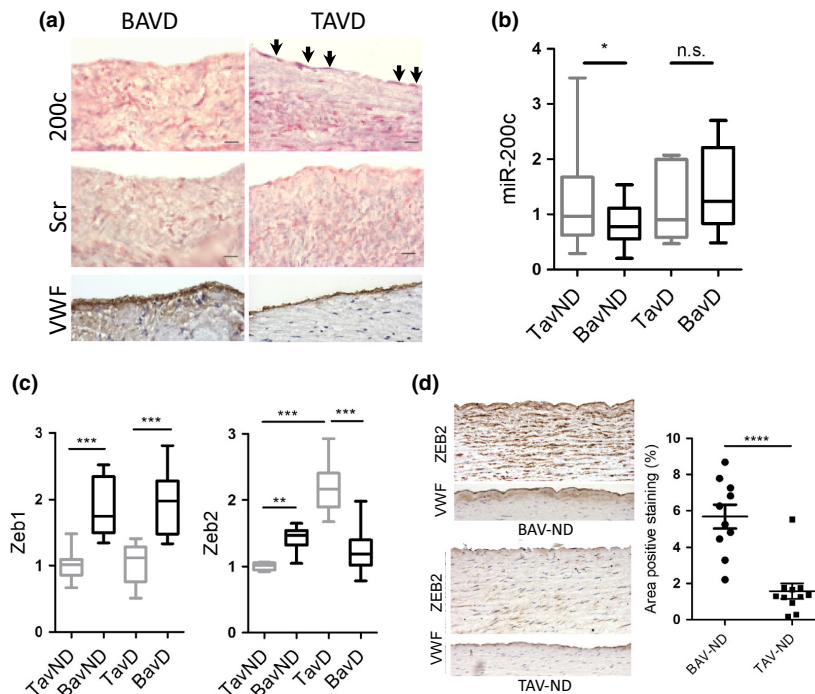 (a)
BAVD TAVD
200c
Scr
VWF
(b)
miR-200c
4
3
2
1
0
*
n.s.
TavND BavND TavD BavD
(c)
Zeb1
3
2
1
0
***
***
TavND BavND TavD BavD
Zeb2
3
2
1
0
***
***
**
TavND BavND TavD BavD
(d)
ZEB2
VWF
BAV-ND
ZEB2
VWF
TAV-ND
Area positive staining (%)
10
8
6
4
2
0
****
BAV-ND TAV-ND